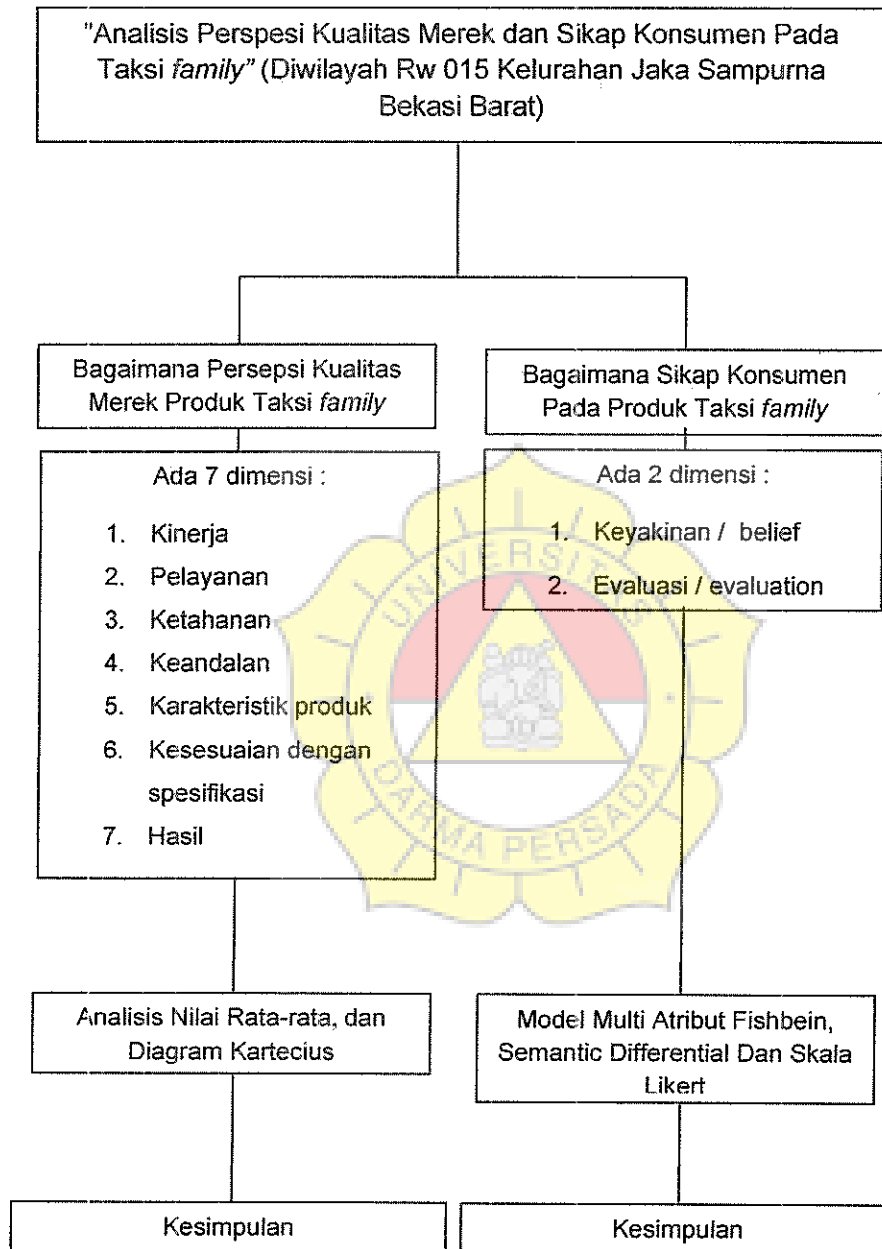 "Analisis Perspesi Kualitas Merek dan Sikap Konsumen Pada
Taksi family" (Diwilayah Rw 015 Kelurahan Jaka Sampurna
Bekasi Barat)
Bagaimana Persepsi Kualitas
Merek Produk Taksi family
Bagaimana Sikap Konsumen
Pada Produk Taksi family
Ada 7 dimensi :
1. Kinerja
2. Pelayanan
3. Ketahanan
4. Keandalan
5. Karakteristik produk
6. Kesesuaian dengan
spesifikasi
7. Hasil
Ada 2 dimensi :
1. Keyakinan / belief
2. Evaluasi / evaluation
UNIVERSITAS
DARMA PERSADA
Analisis Nilai Rata-rata, dan
Diagram Kartecius
Model Multi Atribut Fishbein,
Semantic Differential Dan Skala
Likert
Kesimpulan
Kesimpulan